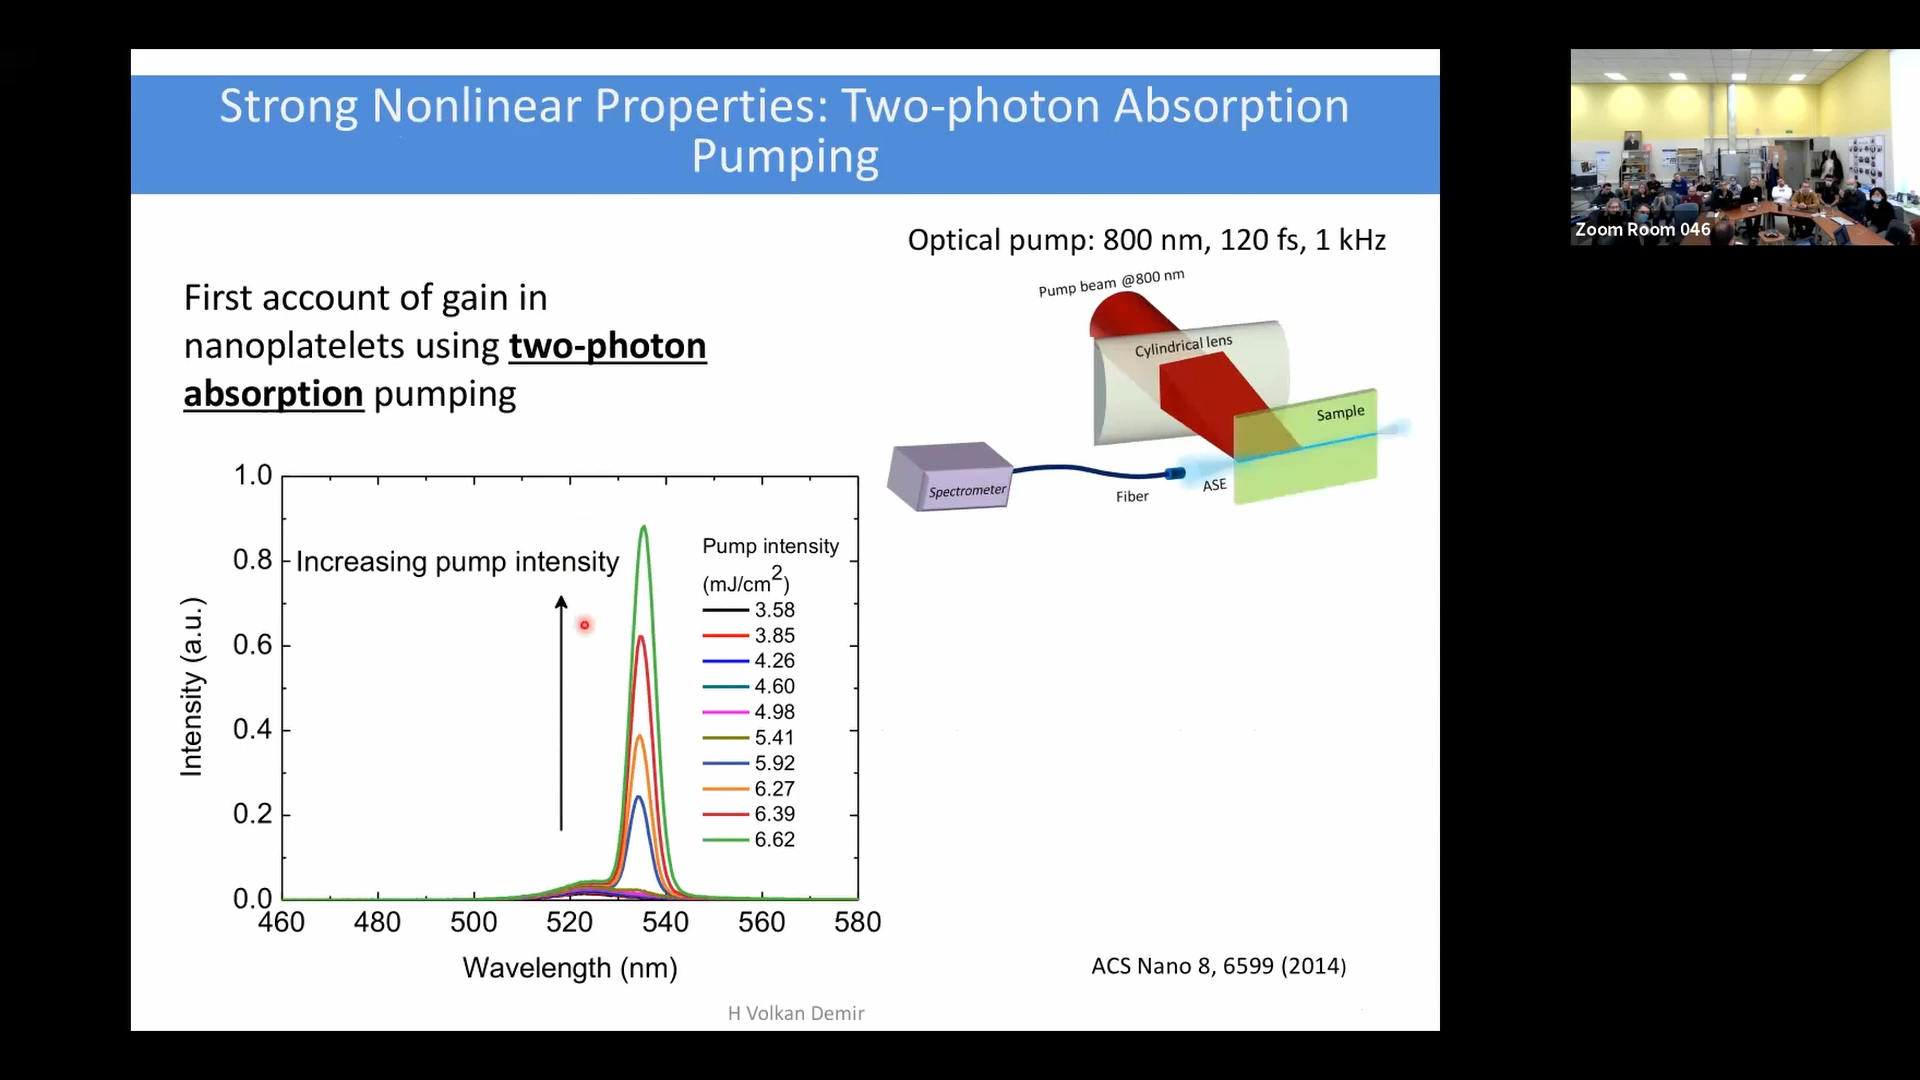 Strong Nonlinear Properties: Two-photon Absorption
Pumping
Optical pump: 800 nm, 120 fs, 1 kHz
First account of gain in
nanoplatelets using two-photon
absorption pumping
Pump beam @800 nm
Cylindrical lens
Sample
Spectrometer
Fiber
ASE
Increasing pump intensity
Pump intensity
(mJ/cm2)
3.58
3.85
4.26
4.60
4.98
5.41
5.92
6.27
6.39
6.62
Intensity (a.u.)
1.0
0.8
0.6
0.4
0.2
0.0
460 480 500 520 540 560 580
Wavelength (nm)
ACS Nano 8, 6599 (2014)
H Volkan Demir
Zoom Room 046